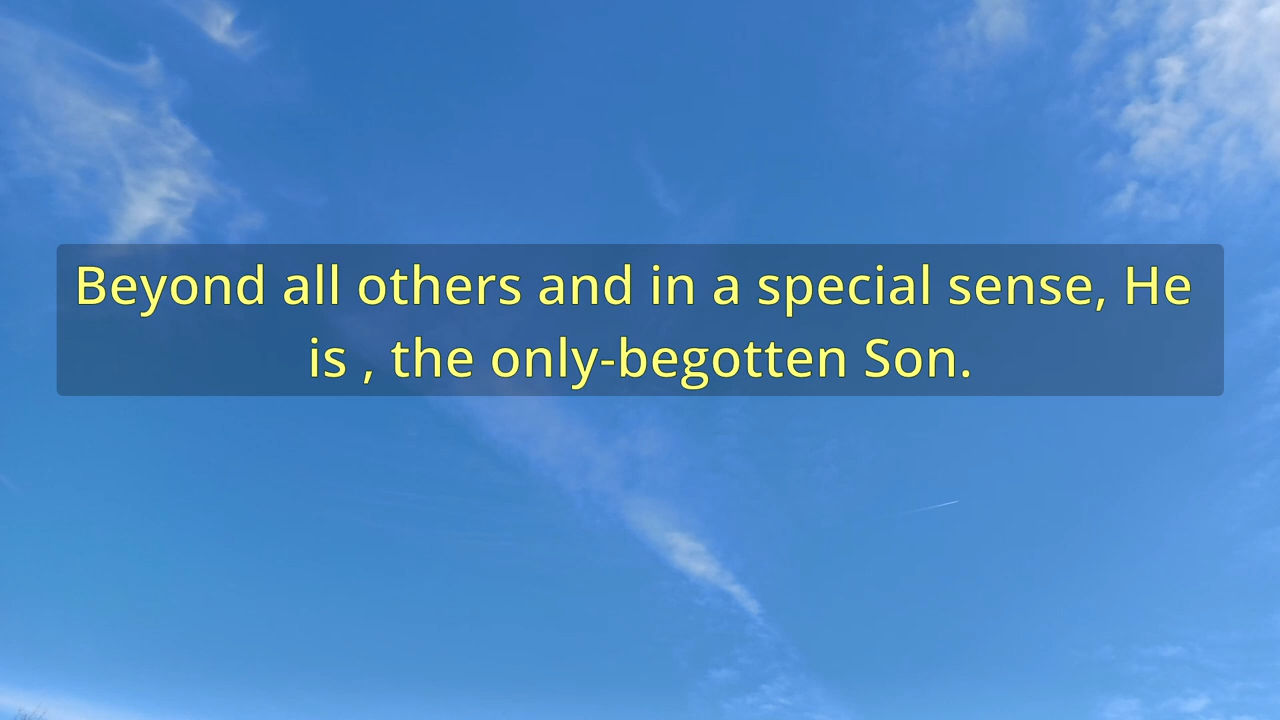 Beyond all others and in a special sense, He
is , the only-begotten Son.